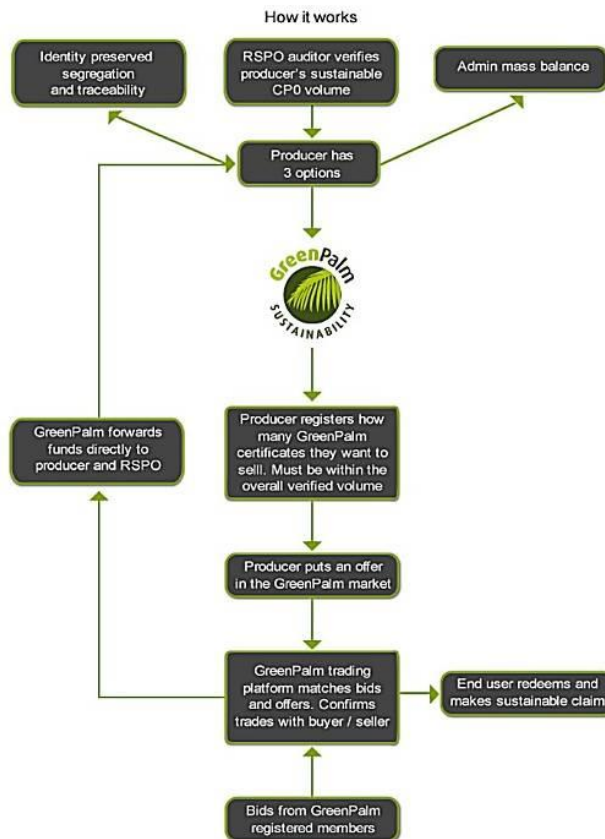 How it works
Identity preserved
segregation
and traceability
RSPO auditor verifies
producer's sustainable
CP0 volume
Admin mass balance
Producer has
3 options
GreenPalm
SUSTAINABILITY
Producer registers how
many GreenPalm
certificates they want to
selll. Must be within the
overall verified volume
GreenPalm forwards
funds directly to
producer and RSPO
Producer puts an offer
in the GreenPalm market
GreenPalm trading
platform matches bids
and offers. Confirms
trades with buyer / seller
End user redeems and
makes sustainable claim
Bids from GreenPalm
registered members